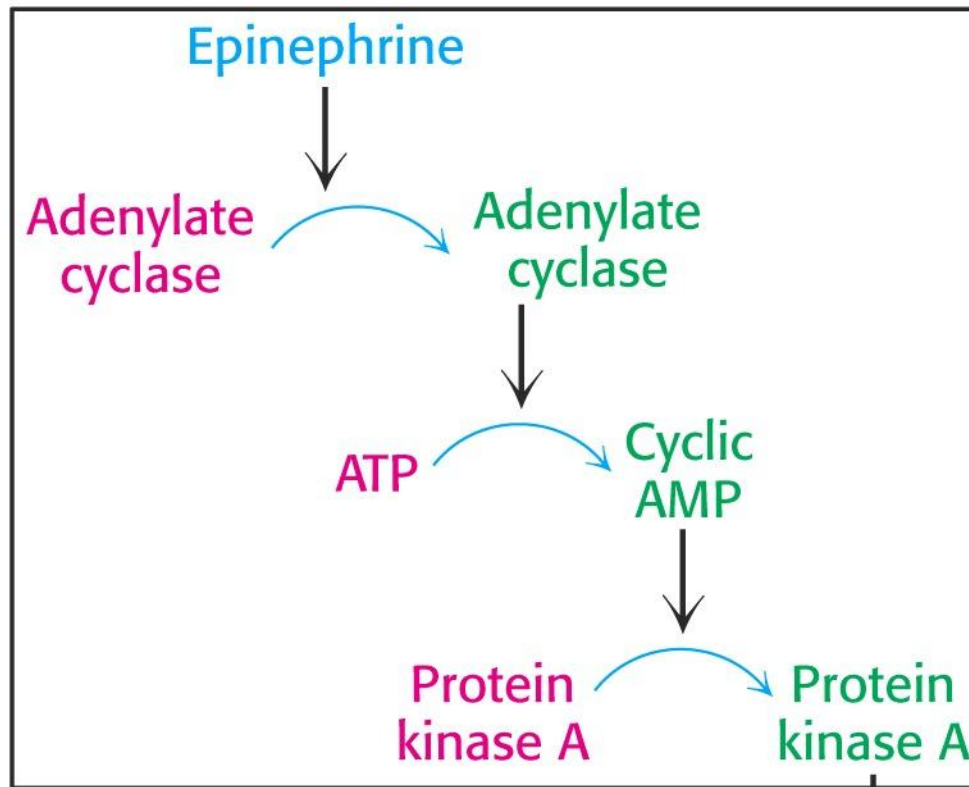 Epinephrine
Adenylate
cyclase
Adenylate
cyclase
ATP
Cyclic
AMP
Protein
kinase A
Protein
kinase A